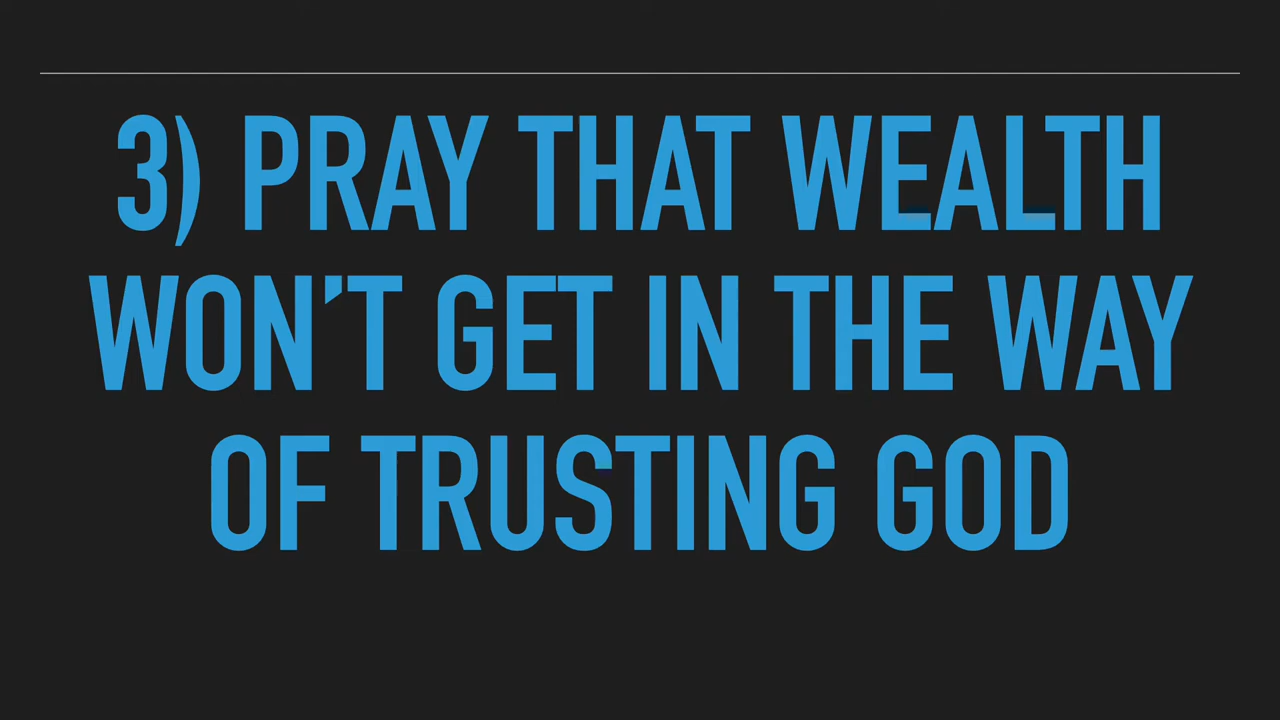 3) PRAY THAT WEALTH
WON’T GET IN THE WAY
OF TRUSTING GOD